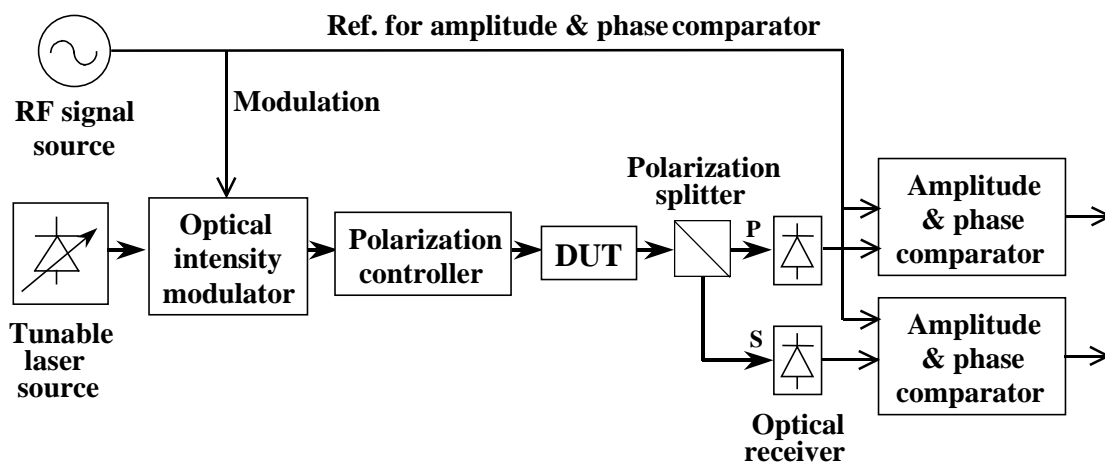 Ref. for amplitude & phase comparator
RF signal
source
Modulation
Polarization
splitter
Optical
intensity
modulator
Polarization
controller
DUT
P
Amplitude
& phase
comparator
S
Amplitude
& phase
comparator
Tunable
laser
source
Optical
receiver